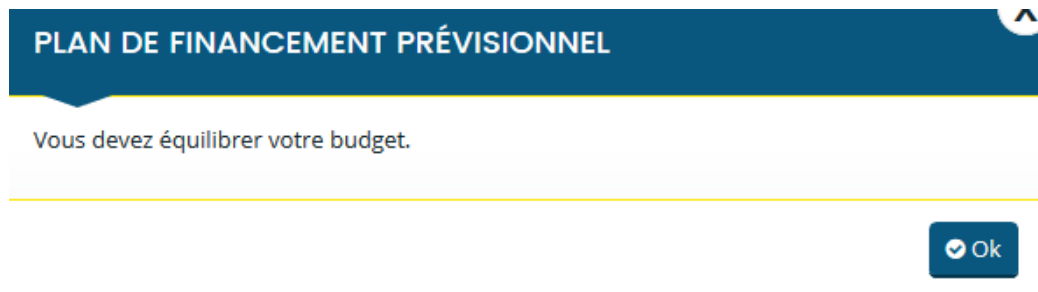 PLAN DE FINANCEMENT PRÉVISIONNEL
Vous devez équilibrer votre budget.
Ok